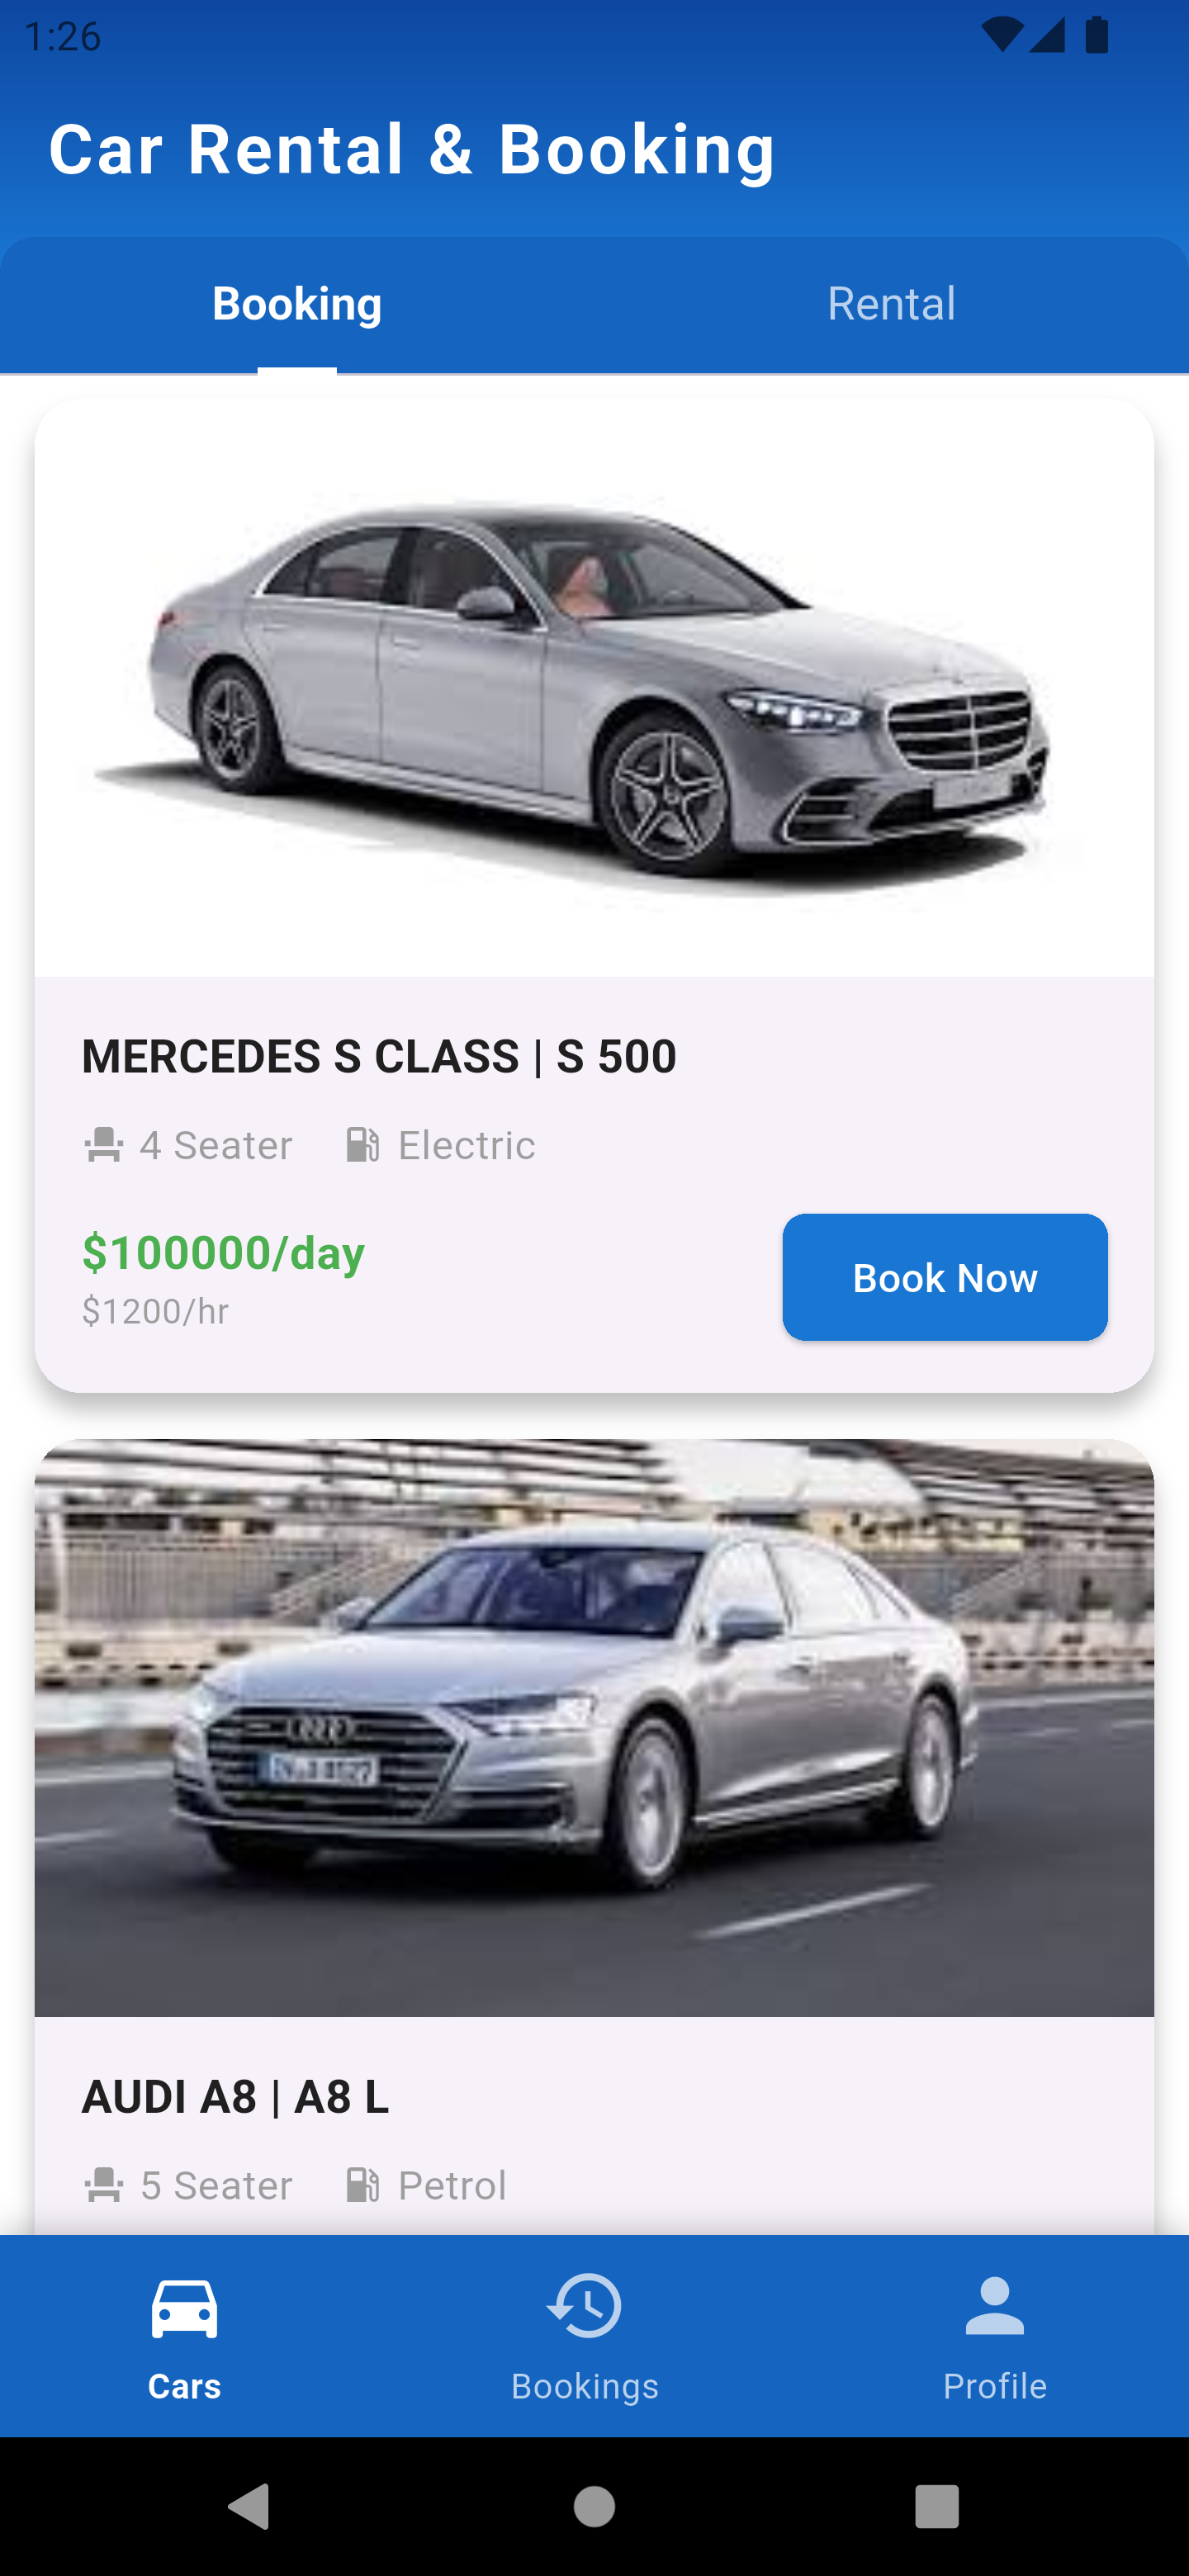 1:26
Car Rental & Booking
Booking Rental
MERCEDES S CLASS | S 500
4 Seater Electric
$100000/day
$1200/hr
Book Now
AUDI A8 | A8 L
5 Seater Petrol
Cars Bookings Profile